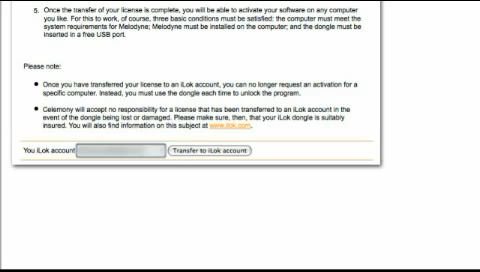 5. Once the transfer of your license is complete, you will be able to activate your software on any computer
you like. For this to work, of course, three basic conditions must be satisfied: the computer must meet the
system requirements for Melodyne; Melodyne must be installed on the computer; and the dongle must be
inserted in a free USB port.
Please note:
• Once you have transferred your license to an iLok account, you can no longer request an activation for a
specific computer. Instead, you must use the dongle each time to unlock the program.
• Celemony will accept no responsibility for a license that has been transferred to an iLok account in the
event of the dongle being lost or damaged. Please make sure, then, that your iLok dongle is suitably
insured. You will also find information on this subject at www.ilok.com.
You iLok account
Transfer to iLok account